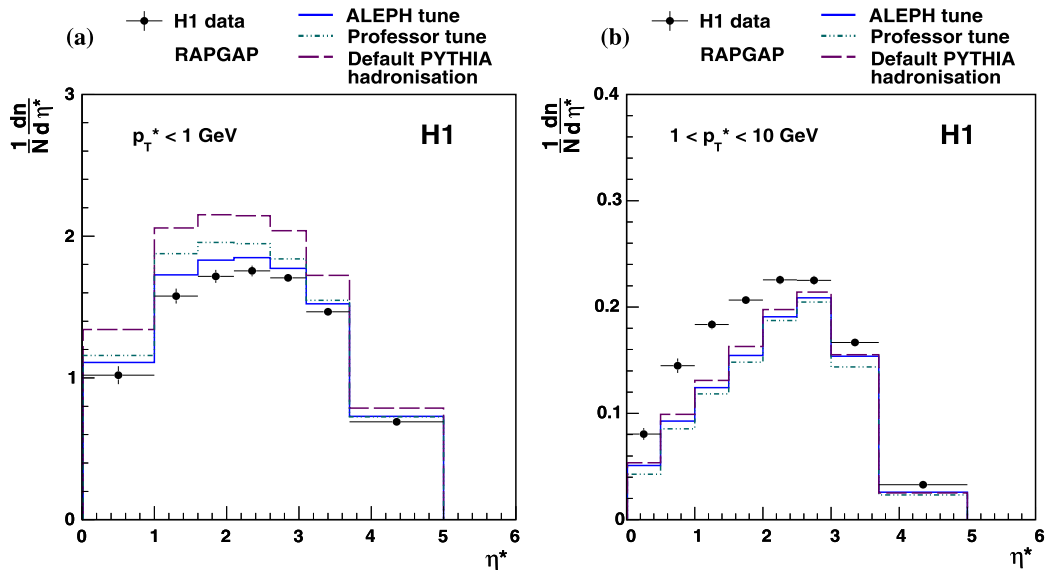 (a)
H1 data
RAPGAP
ALEPH tune
Professor tune
Default PYTHIA
hadronisation
1 dn
N d η*
p_T* < 1 GeV
H1
3
2
1
0
0 1 2 3 4 5 6
η*
(b)
H1 data
RAPGAP
ALEPH tune
Professor tune
Default PYTHIA
hadronisation
1 dn
N d η*
1 < p_T* < 10 GeV
H1
0.4
0.3
0.2
0.1
0
0 1 2 3 4 5 6
η*